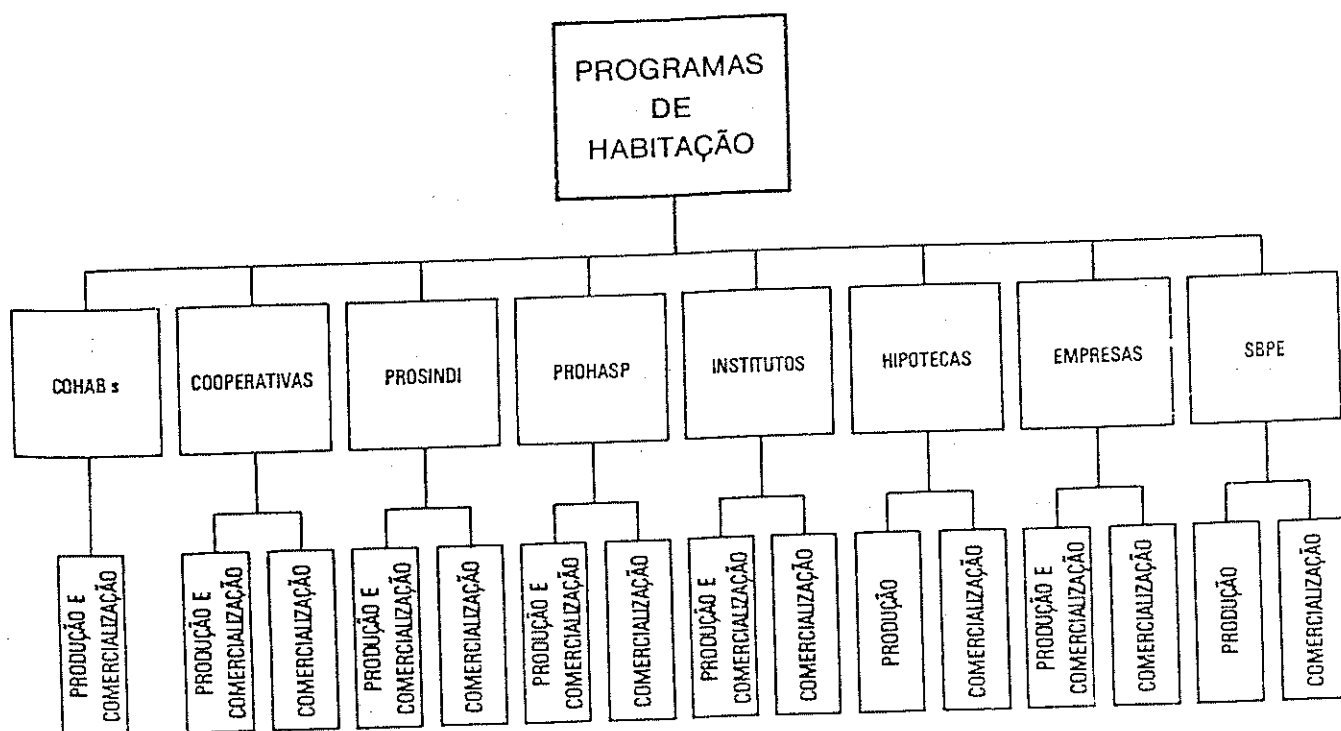 PROGRAMAS
DE
HABITAÇÃO
COHAB s
COOPERATIVAS
PROSINDI
PROHASP
INSTITUTOS
HIPOTECAS
EMPRESAS
SBPE
PRODUÇÃO E
COMERCIALIZAÇÃO
PRODUÇÃO E
COMERCIALIZAÇÃO
COMERCIALIZAÇÃO
PRODUÇÃO E
COMERCIALIZAÇÃO
COMERCIALIZAÇÃO
PRODUÇÃO E
COMERCIALIZAÇÃO
COMERCIALIZAÇÃO
PRODUÇÃO E
COMERCIALIZAÇÃO
COMERCIALIZAÇÃO
PRODUÇÃO
COMERCIALIZAÇÃO
PRODUÇÃO E
COMERCIALIZAÇÃO
COMERCIALIZAÇÃO
PRODUÇÃO
COMERCIALIZAÇÃO